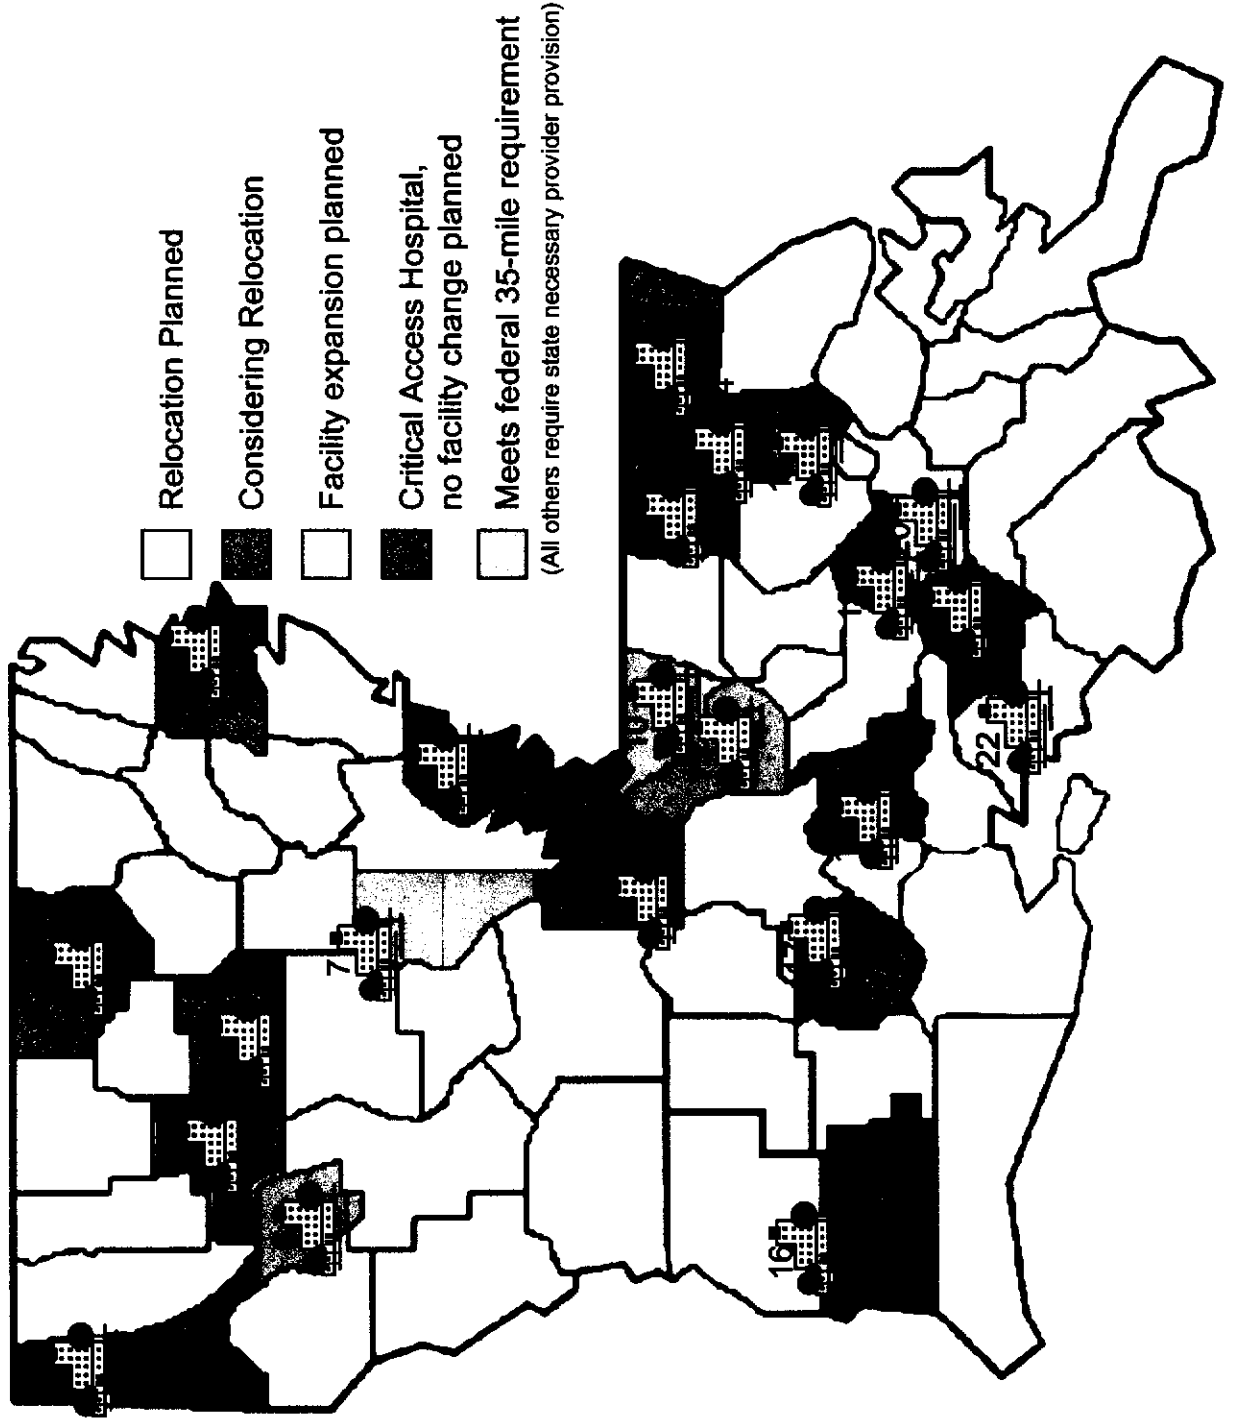 Relocation Planned
Considering Relocation
Facility expansion planned
Critical Access Hospital,
no facility change planned
Meets federal 35-mile requirement
(All others require state necessary provider provision)
7
16
22